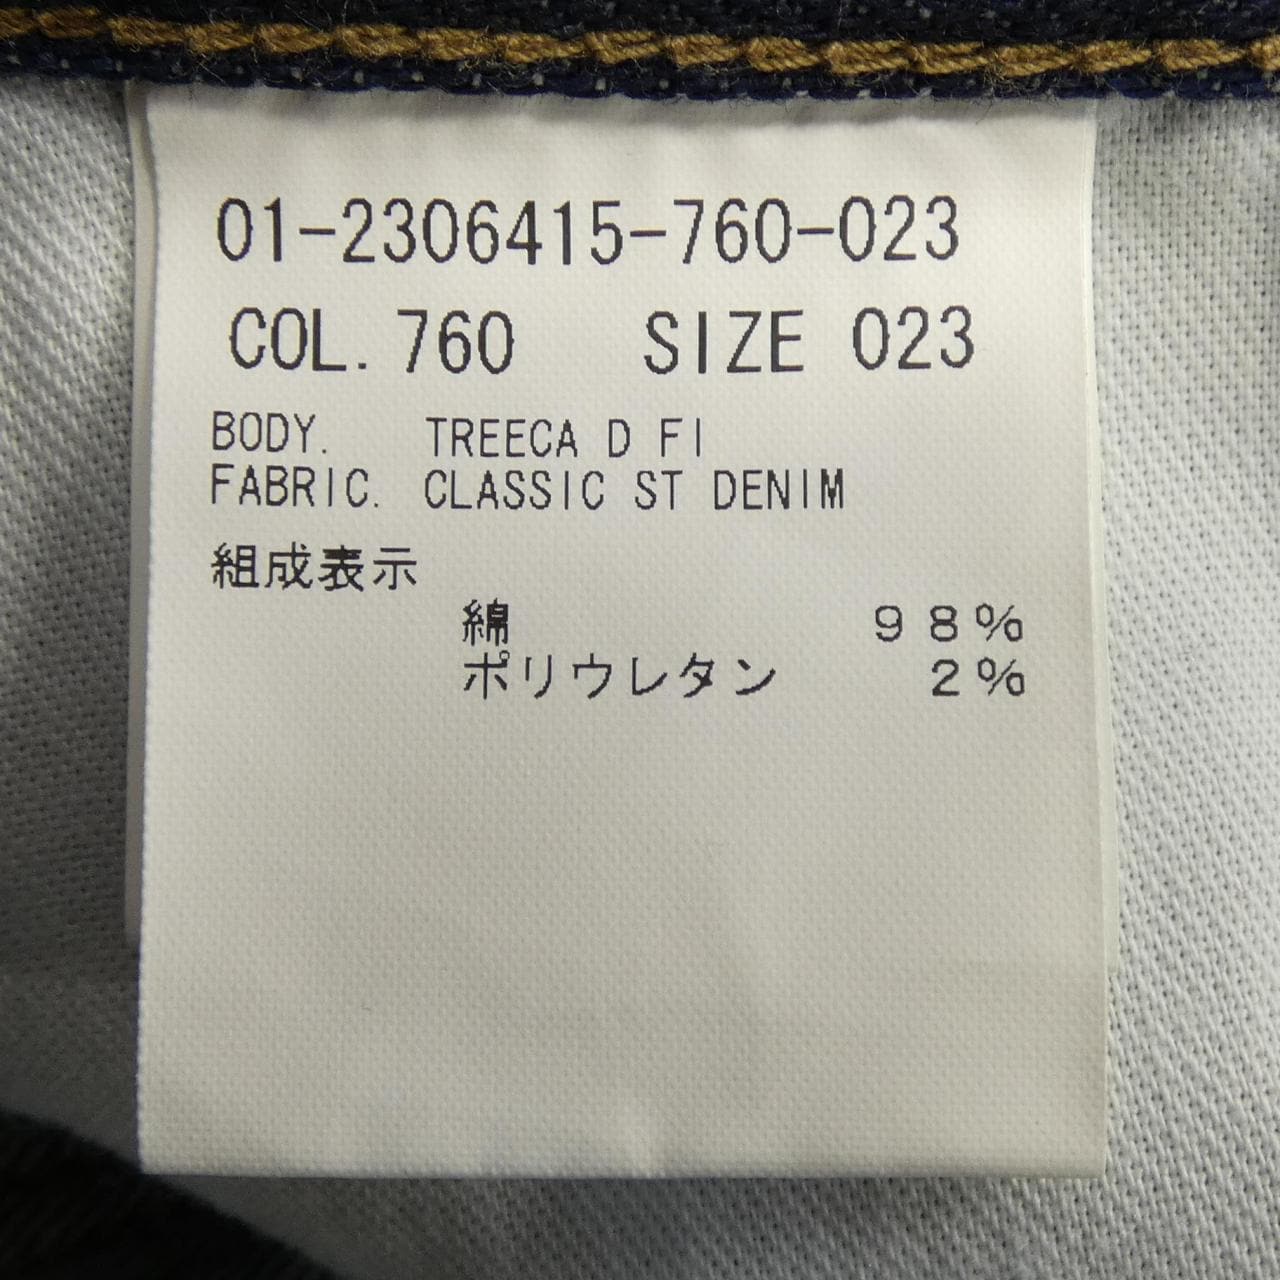 01-2306415-760-023
COL. 760 SIZE 023
BODY. TREECA D FI
FABRIC. CLASSIC ST DENIM
組成表示
綿 98%
ポリウレタン 2%